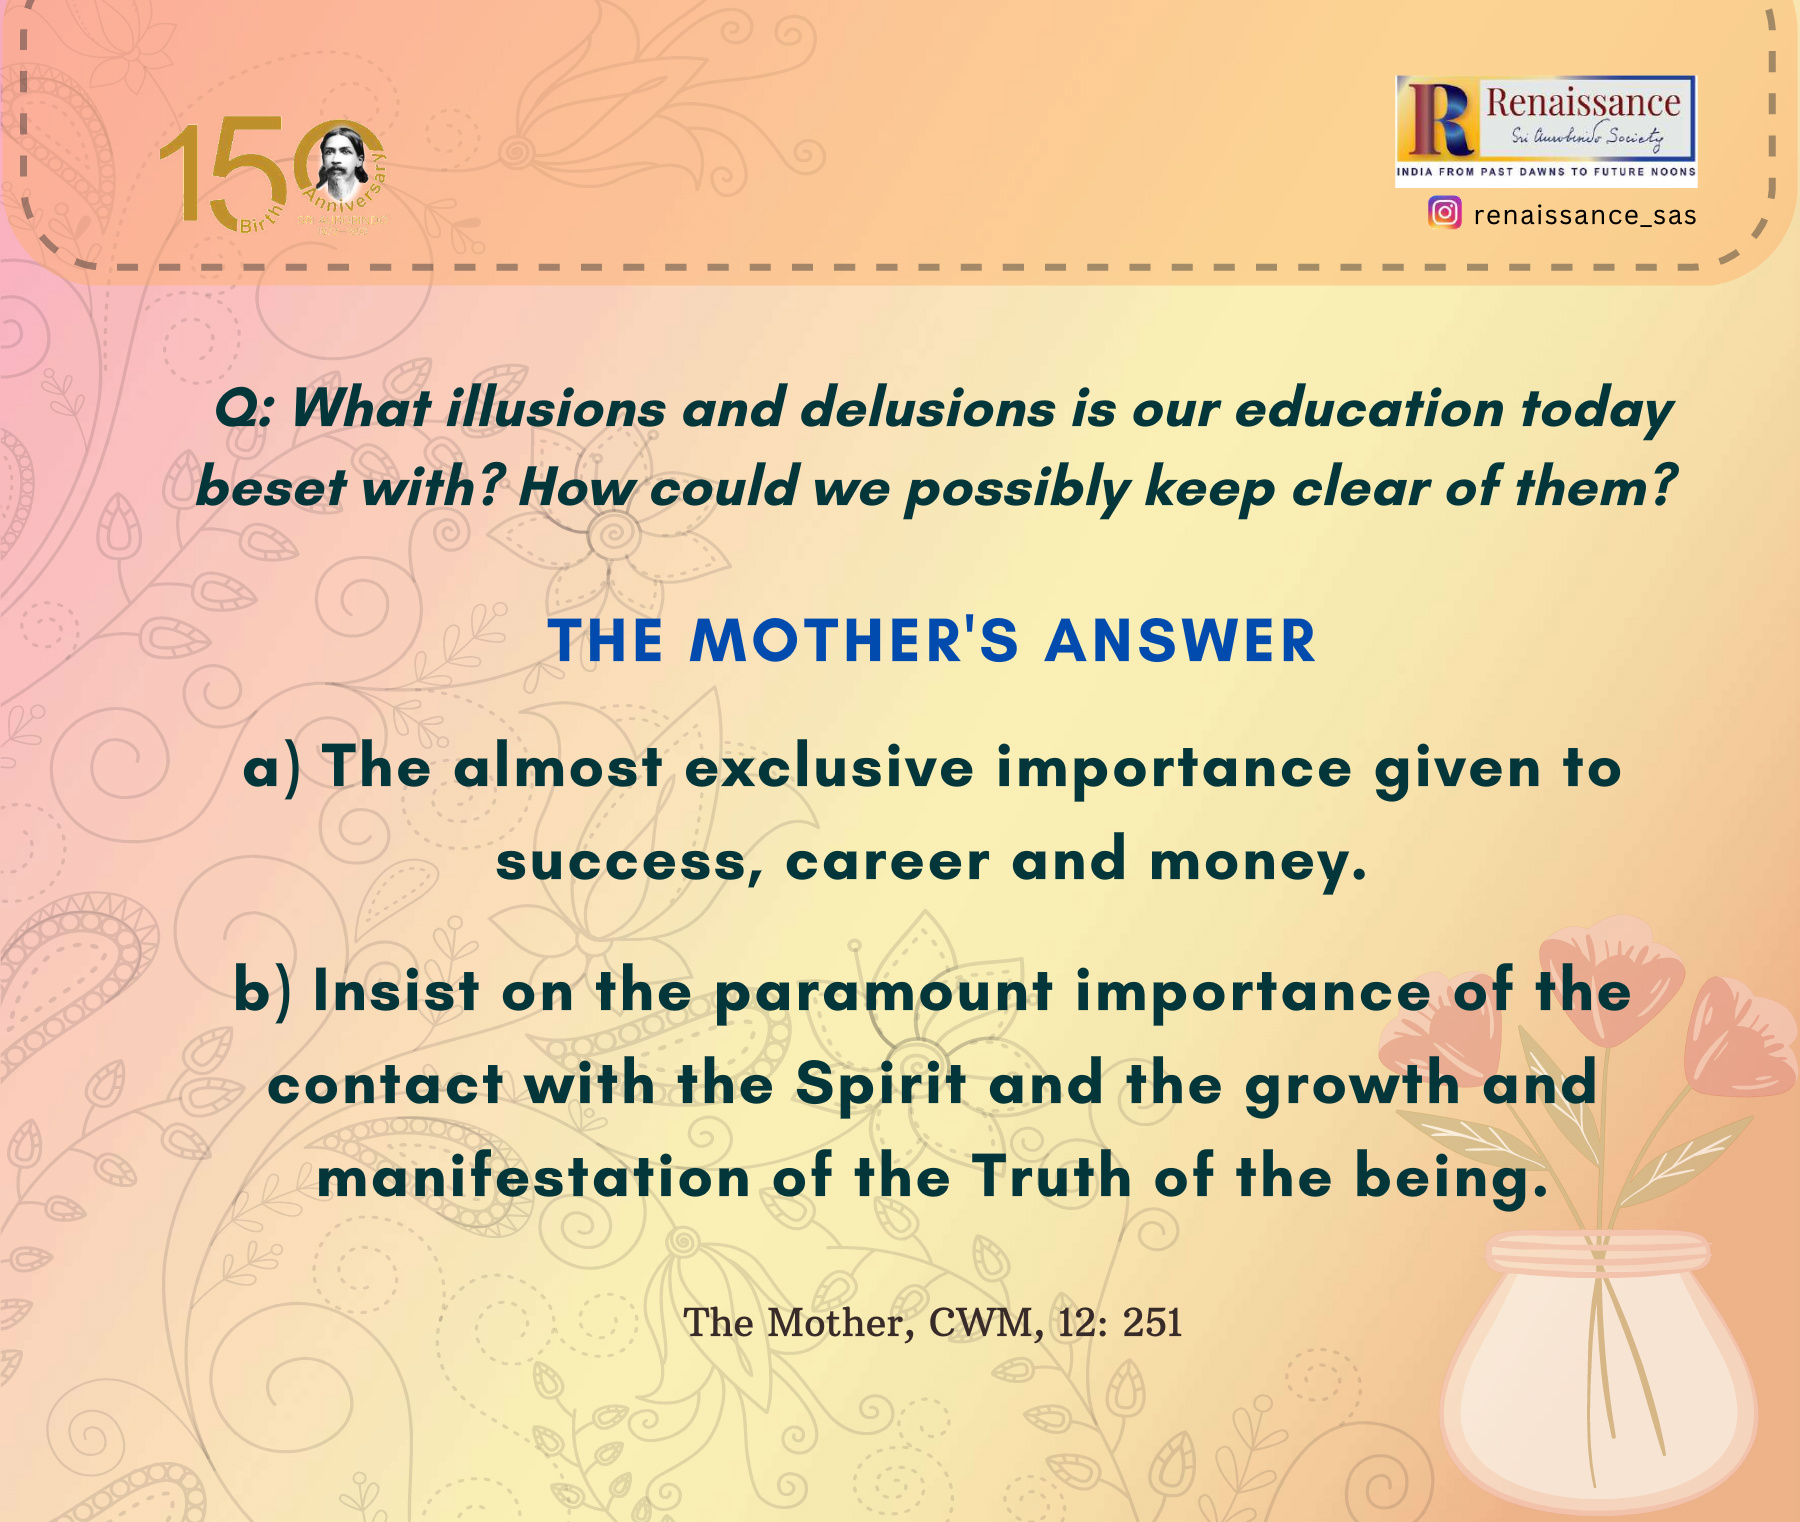 150
Birth Anniversary
Renaissance
Sri Aurobindo Society
INDIA FROM PAST DAWNS TO FUTURE NOONS
renaissance_sas
Q: What illusions and delusions is our education today
beset with? How could we possibly keep clear of them?
THE MOTHER'S ANSWER
a) The almost exclusive importance given to
success, career and money.
b) Insist on the paramount importance of the
contact with the Spirit and the growth and
manifestation of the Truth of the being.
The Mother, CWM, 12: 251